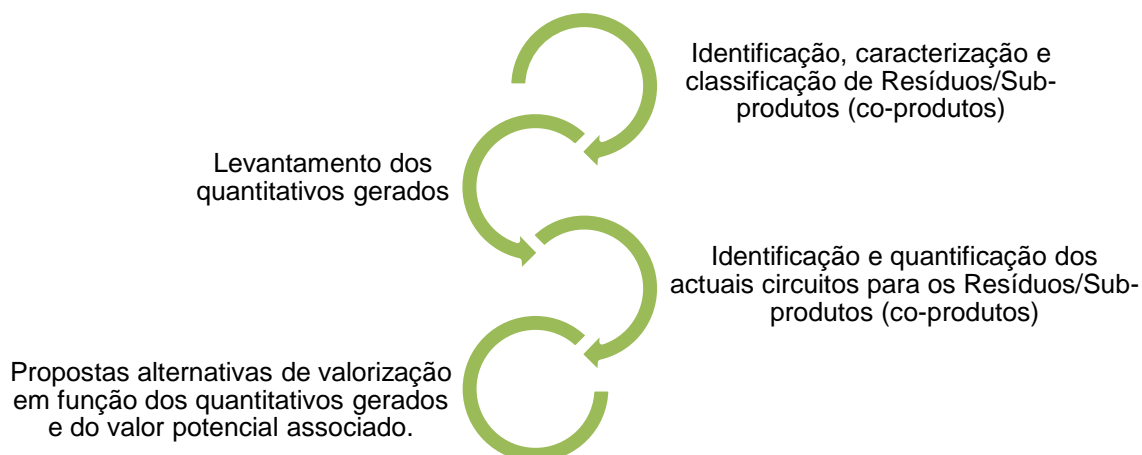 Identificação, caracterização e
classificação de Resíduos/Sub-
produtos (co-produtos)
Levantamento dos
quantitativos gerados
Identificação e quantificação dos
actuais circuitos para os Resíduos/Sub-
produtos (co-produtos)
Propostas alternativas de valorização
em função dos quantitativos gerados
e do valor potencial associado.